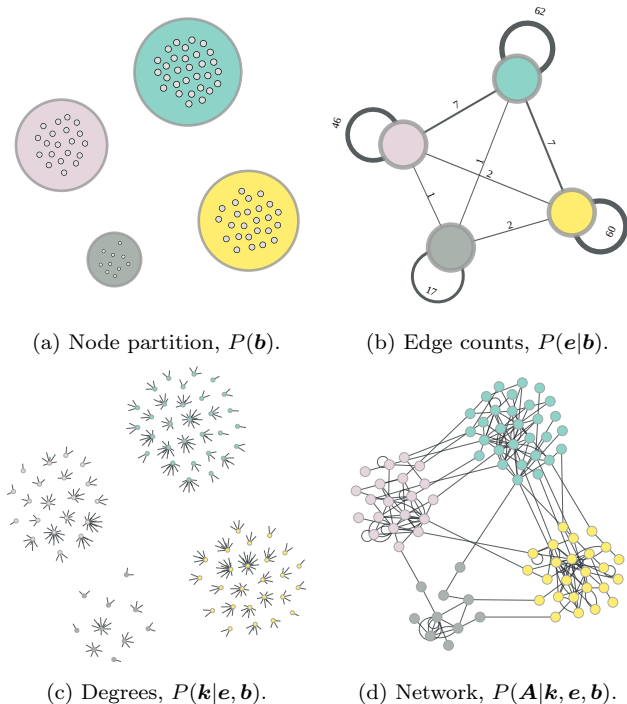 62
46
7
7
1
1
2
2
60
17
(a) Node partition, P(b).
(b) Edge counts, P(e|b).
(c) Degrees, P(k|e, b).
(d) Network, P(A|k, e, b).